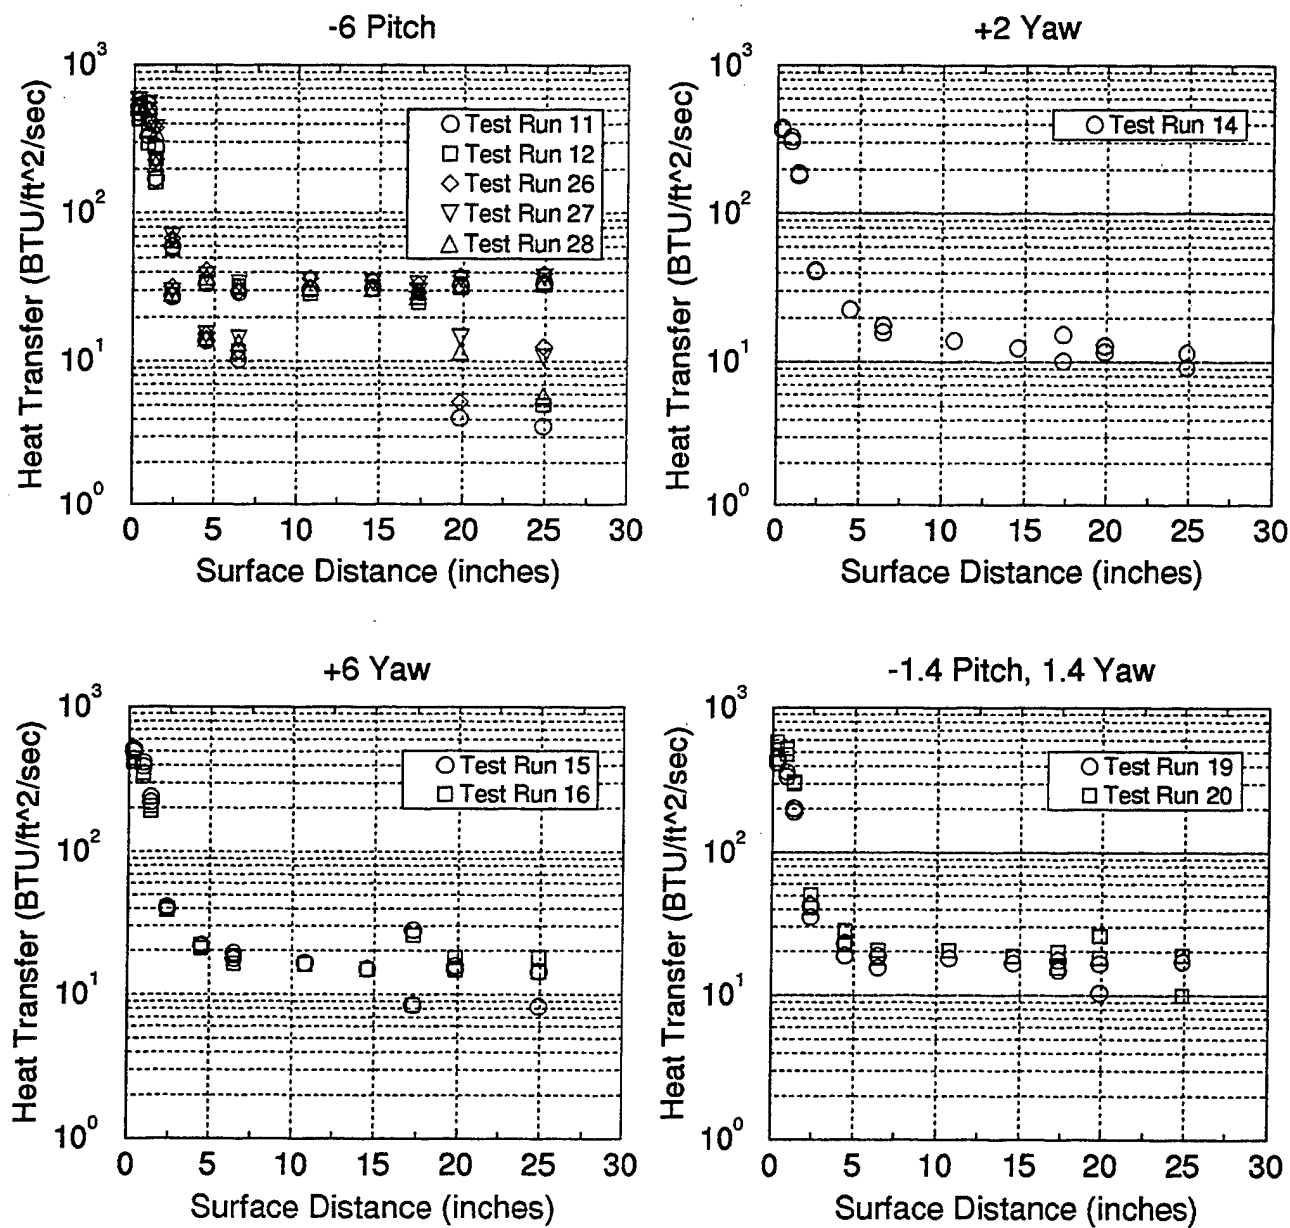 -6 Pitch
Heat Transfer (BTU/ft^2/sec)
10^3
10^2
10^1
10^0
Test Run 11
Test Run 12
Test Run 26
Test Run 27
Test Run 28
0 5 10 15 20 25 30
Surface Distance (inches)
+2 Yaw
Heat Transfer (BTU/ft^2/sec)
10^3
10^2
10^1
10^0
Test Run 14
0 5 10 15 20 25 30
Surface Distance (inches)
+6 Yaw
Heat Transfer (BTU/ft^2/sec)
10^3
10^2
10^1
10^0
Test Run 15
Test Run 16
0 5 10 15 20 25 30
Surface Distance (inches)
-1.4 Pitch, 1.4 Yaw
Heat Transfer (BTU/ft^2/sec)
10^3
10^2
10^1
10^0
Test Run 19
Test Run 20
0 5 10 15 20 25 30
Surface Distance (inches)